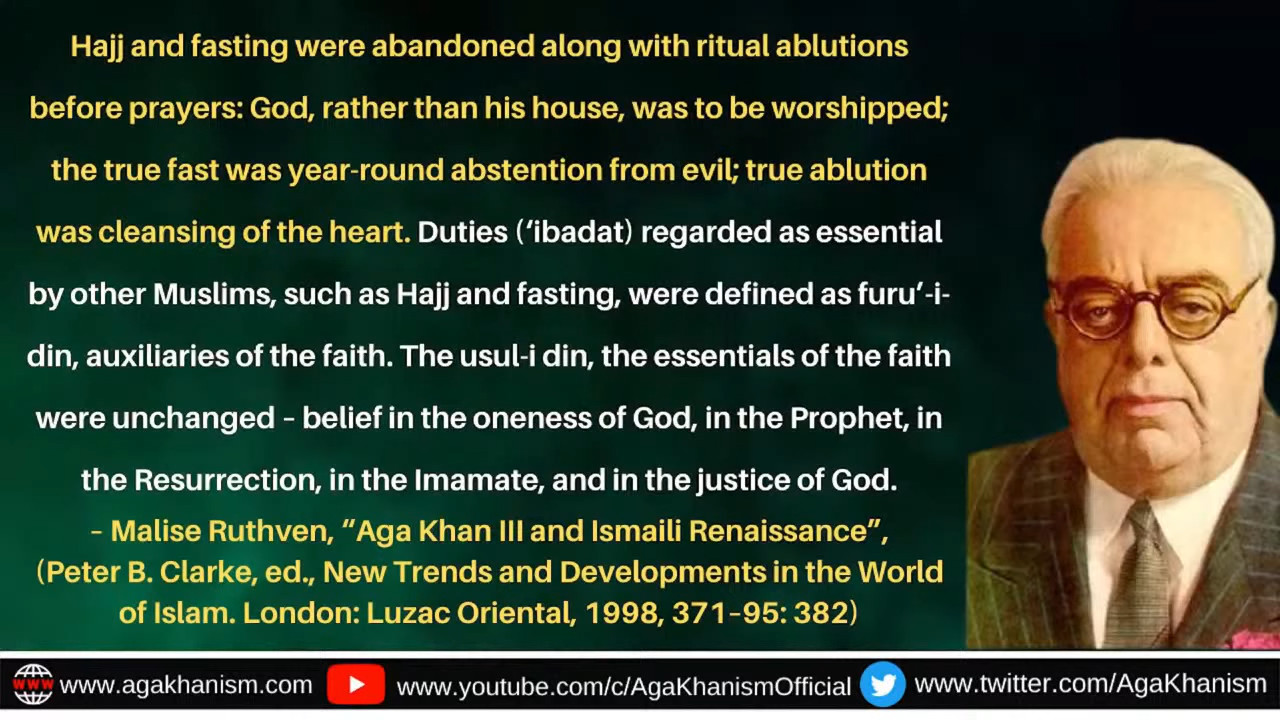 Hajj and fasting were abandoned along with ritual ablutions
before prayers: God, rather than his house, was to be worshipped;
the true fast was year-round abstention from evil; true ablution
was cleansing of the heart. Duties (‘ibadat) regarded as essential
by other Muslims, such as Hajj and fasting, were defined as furu’-i-
din, auxiliaries of the faith. The usul-i din, the essentials of the faith
were unchanged – belief in the oneness of God, in the Prophet, in
the Resurrection, in the Imamate, and in the justice of God.
– Malise Ruthven, “Aga Khan III and Ismaili Renaissance”,
(Peter B. Clarke, ed., New Trends and Developments in the World
of Islam. London: Luzac Oriental, 1998, 371–95: 382)
WWW www.agakhanism.com www.youtube.com/c/AgaKhanismOfficial www.twitter.com/AgaKhanism